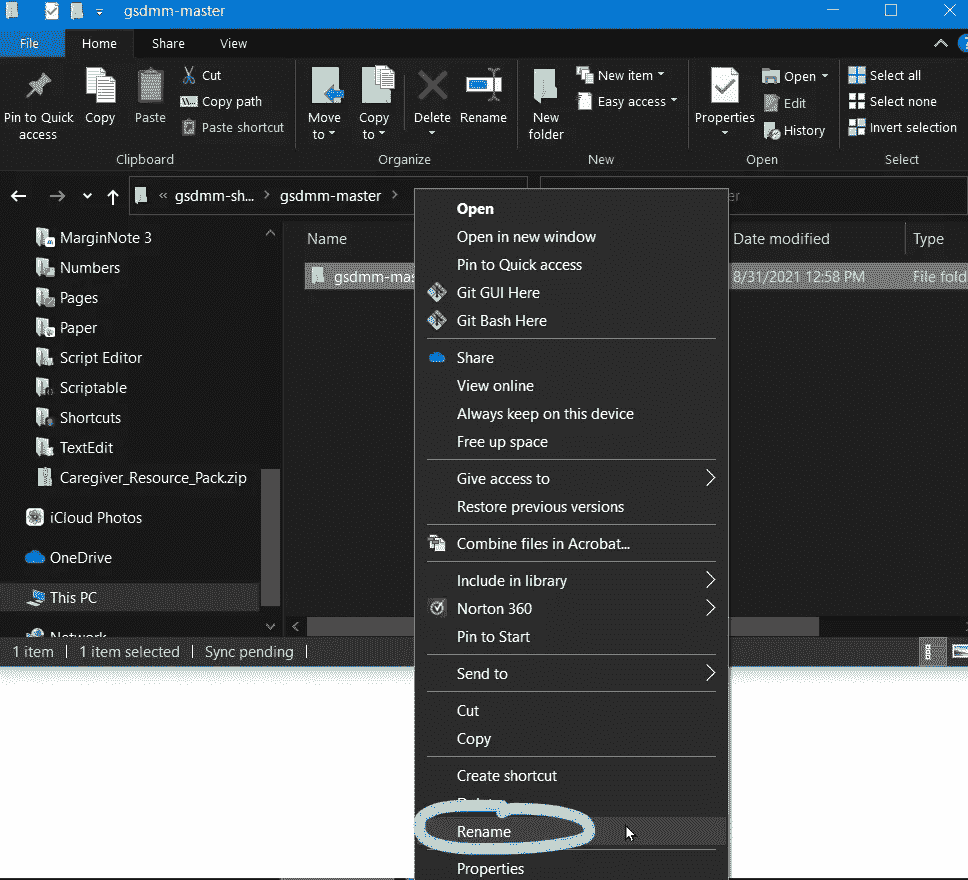 gsdmm-master
File
Home
Share
View
Pin to Quick access
Copy
Paste
Cut
Copy path
Paste shortcut
Clipboard
Move to
Copy to
Delete
Rename
Organize
New folder
New item
Easy access
New
Properties
Open
Edit
History
Open
Select all
Select none
Invert selection
Select
« gsdmm-sh... > gsdmm-master >
MarginNote 3
Numbers
Pages
Paper
Script Editor
Scriptable
Shortcuts
TextEdit
Caregiver_Resource_Pack.zip
iCloud Photos
OneDrive
This PC
Network
Name
Date modified
Type
gsdmm-mas
8/31/2021 12:58 PM
File fold
1 item
1 item selected
Sync pending
Open
Open in new window
Pin to Quick access
Git GUI Here
Git Bash Here
Share
View online
Always keep on this device
Free up space
Give access to
Restore previous versions
Combine files in Acrobat...
Include in library
Norton 360
Pin to Start
Send to
Cut
Copy
Create shortcut
Rename
Properties